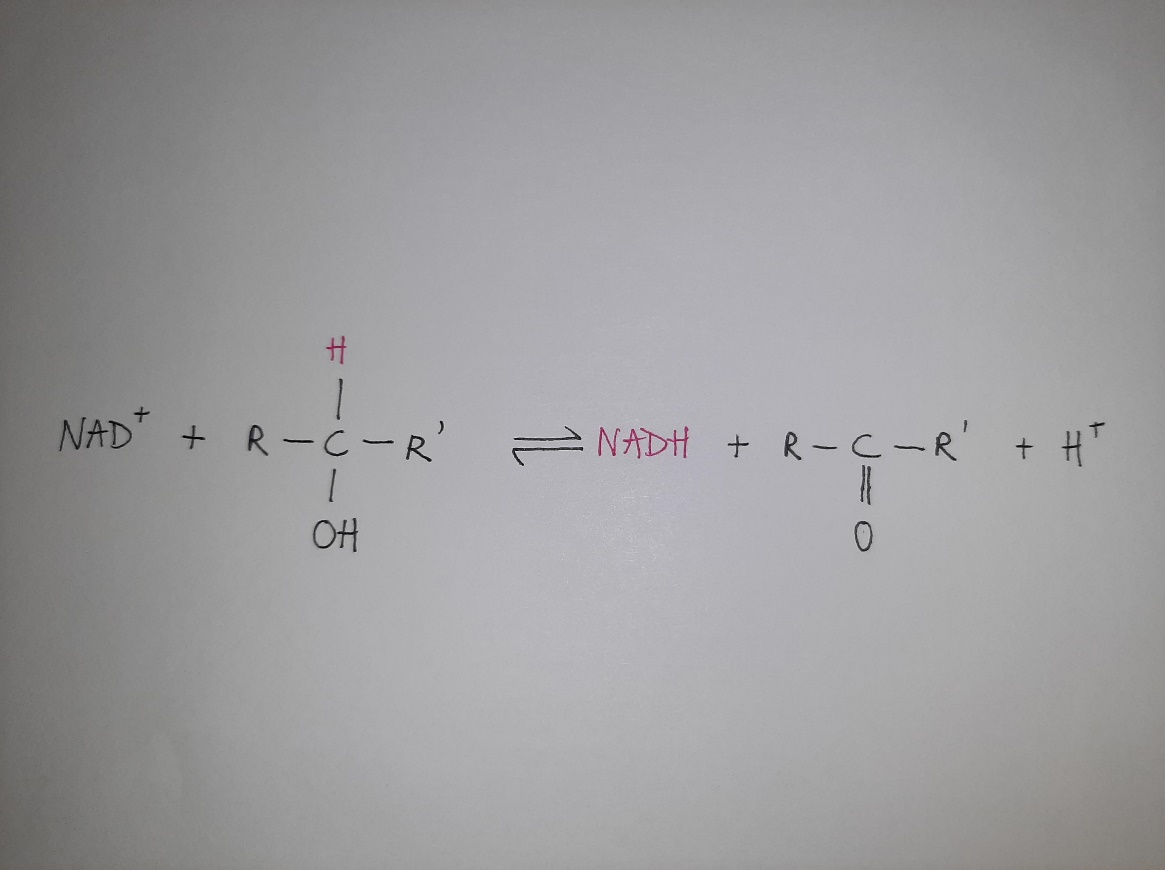 H
NAD⁺ + R – C – R' ⇌ NADH + R – C – R' + H⁺
OH O